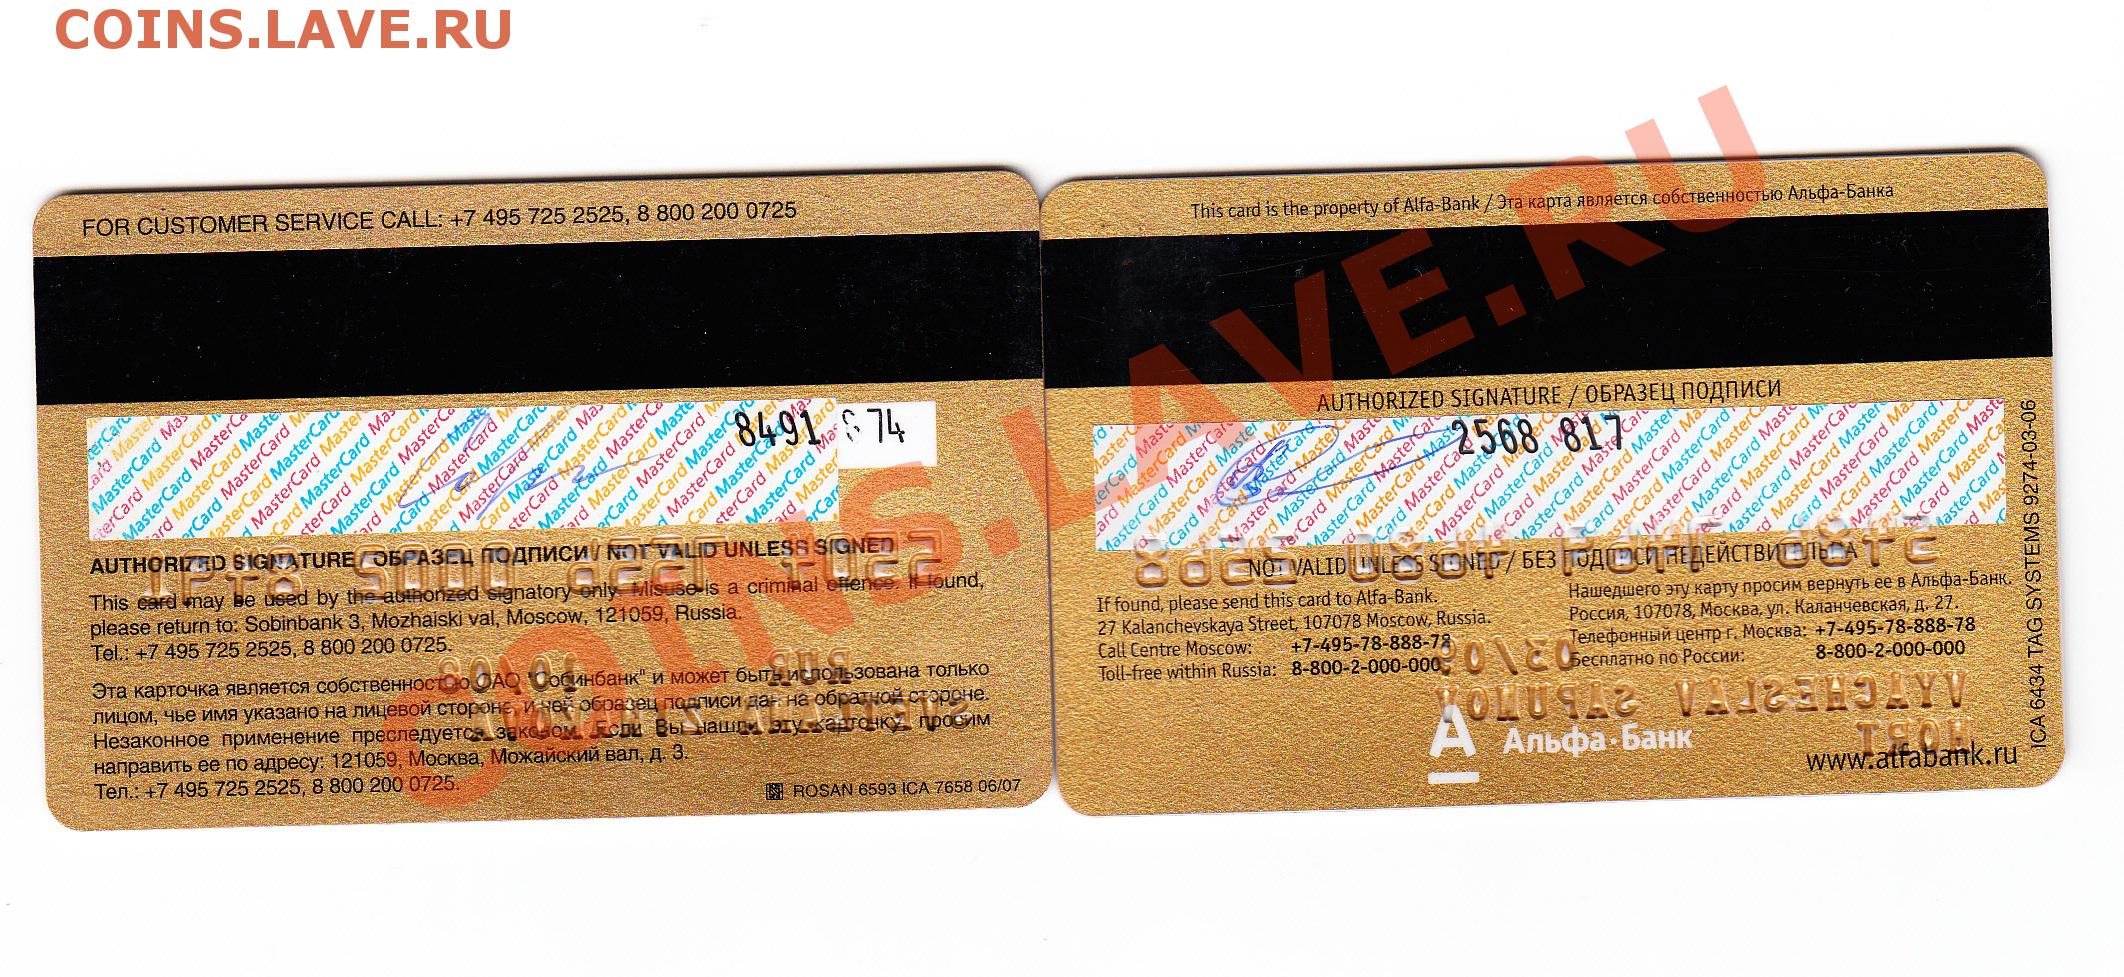 COINS.LAVE.RU
FOR CUSTOMER SERVICE CALL: +7 495 725 2525, 8 800 200 0725
8491 674
AUTHORIZED SIGNATURE / ОБРАЗЕЦ ПОДПИСИ / NOT VALID UNLESS SIGNED
This card may be used by the authorized signatory only. Misuse is a criminal offence. If found,
please return to: Sobinbank 3, Mozhaiski val, Moscow, 121059, Russia.
Tel.: +7 495 725 2525, 8 800 200 0725.
Эта карточка является собственностью ОАО "Собинбанк" и может быть использована только
лицом, чье имя указано на лицевой стороне, и чей образец подписи дан на обратной стороне.
Незаконное применение преследуется законом. Если Вы нашли эту карточку, просим
направить ее по адресу: 121059, Москва, Можайский вал, д. 3.
Тел.: +7 495 725 2525, 8 800 200 0725.
ROSAN 6593 ICA 7658 06/07
This card is the property of Alfa-Bank / Эта карта является собственностью Альфа-Банка
AUTHORIZED SIGNATURE / ОБРАЗЕЦ ПОДПИСИ
2568 817
NOT VALID UNLESS SIGNED / БЕЗ ПОДПИСИ НЕДЕЙСТВИТЕЛЬНА
If found, please send this card to Alfa-Bank.
27 Kalanchevskaya Street, 107078 Moscow, Russia.
Call Centre Moscow: +7-495-78-888-78
Toll-free within Russia: 8-800-2-000-000
Нашедшего эту карту просим вернуть ее в Альфа-Банк.
Россия, 107078, Москва, ул. Каланчевская, д. 27.
Телефонный центр г. Москва: +7-495-78-888-78
Бесплатно по России: 8-800-2-000-000
05/09
VYACHESLAV SAPUNOV
Альфа·Банк
www.alfabank.ru
ICA 6434 TAG SYSTEMS 9274-03-06
COINS.LAVE.RU